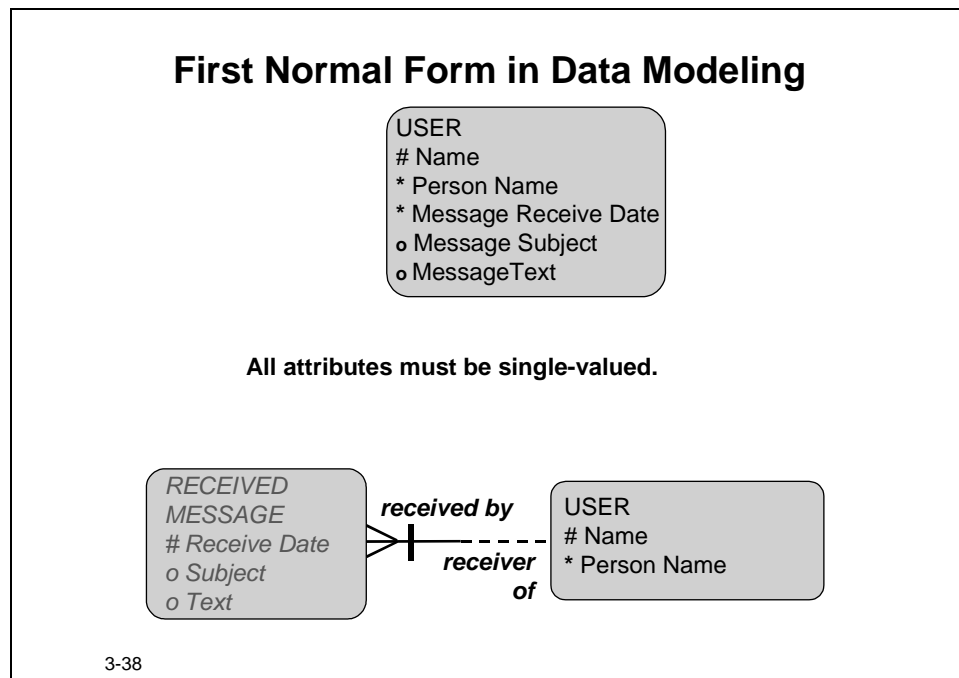 First Normal Form in Data Modeling
USER
# Name
* Person Name
* Message Receive Date
o Message Subject
o MessageText
All attributes must be single-valued.
RECEIVED
MESSAGE
# Receive Date
o Subject
o Text
received by
receiver
of
USER
# Name
* Person Name
3-38